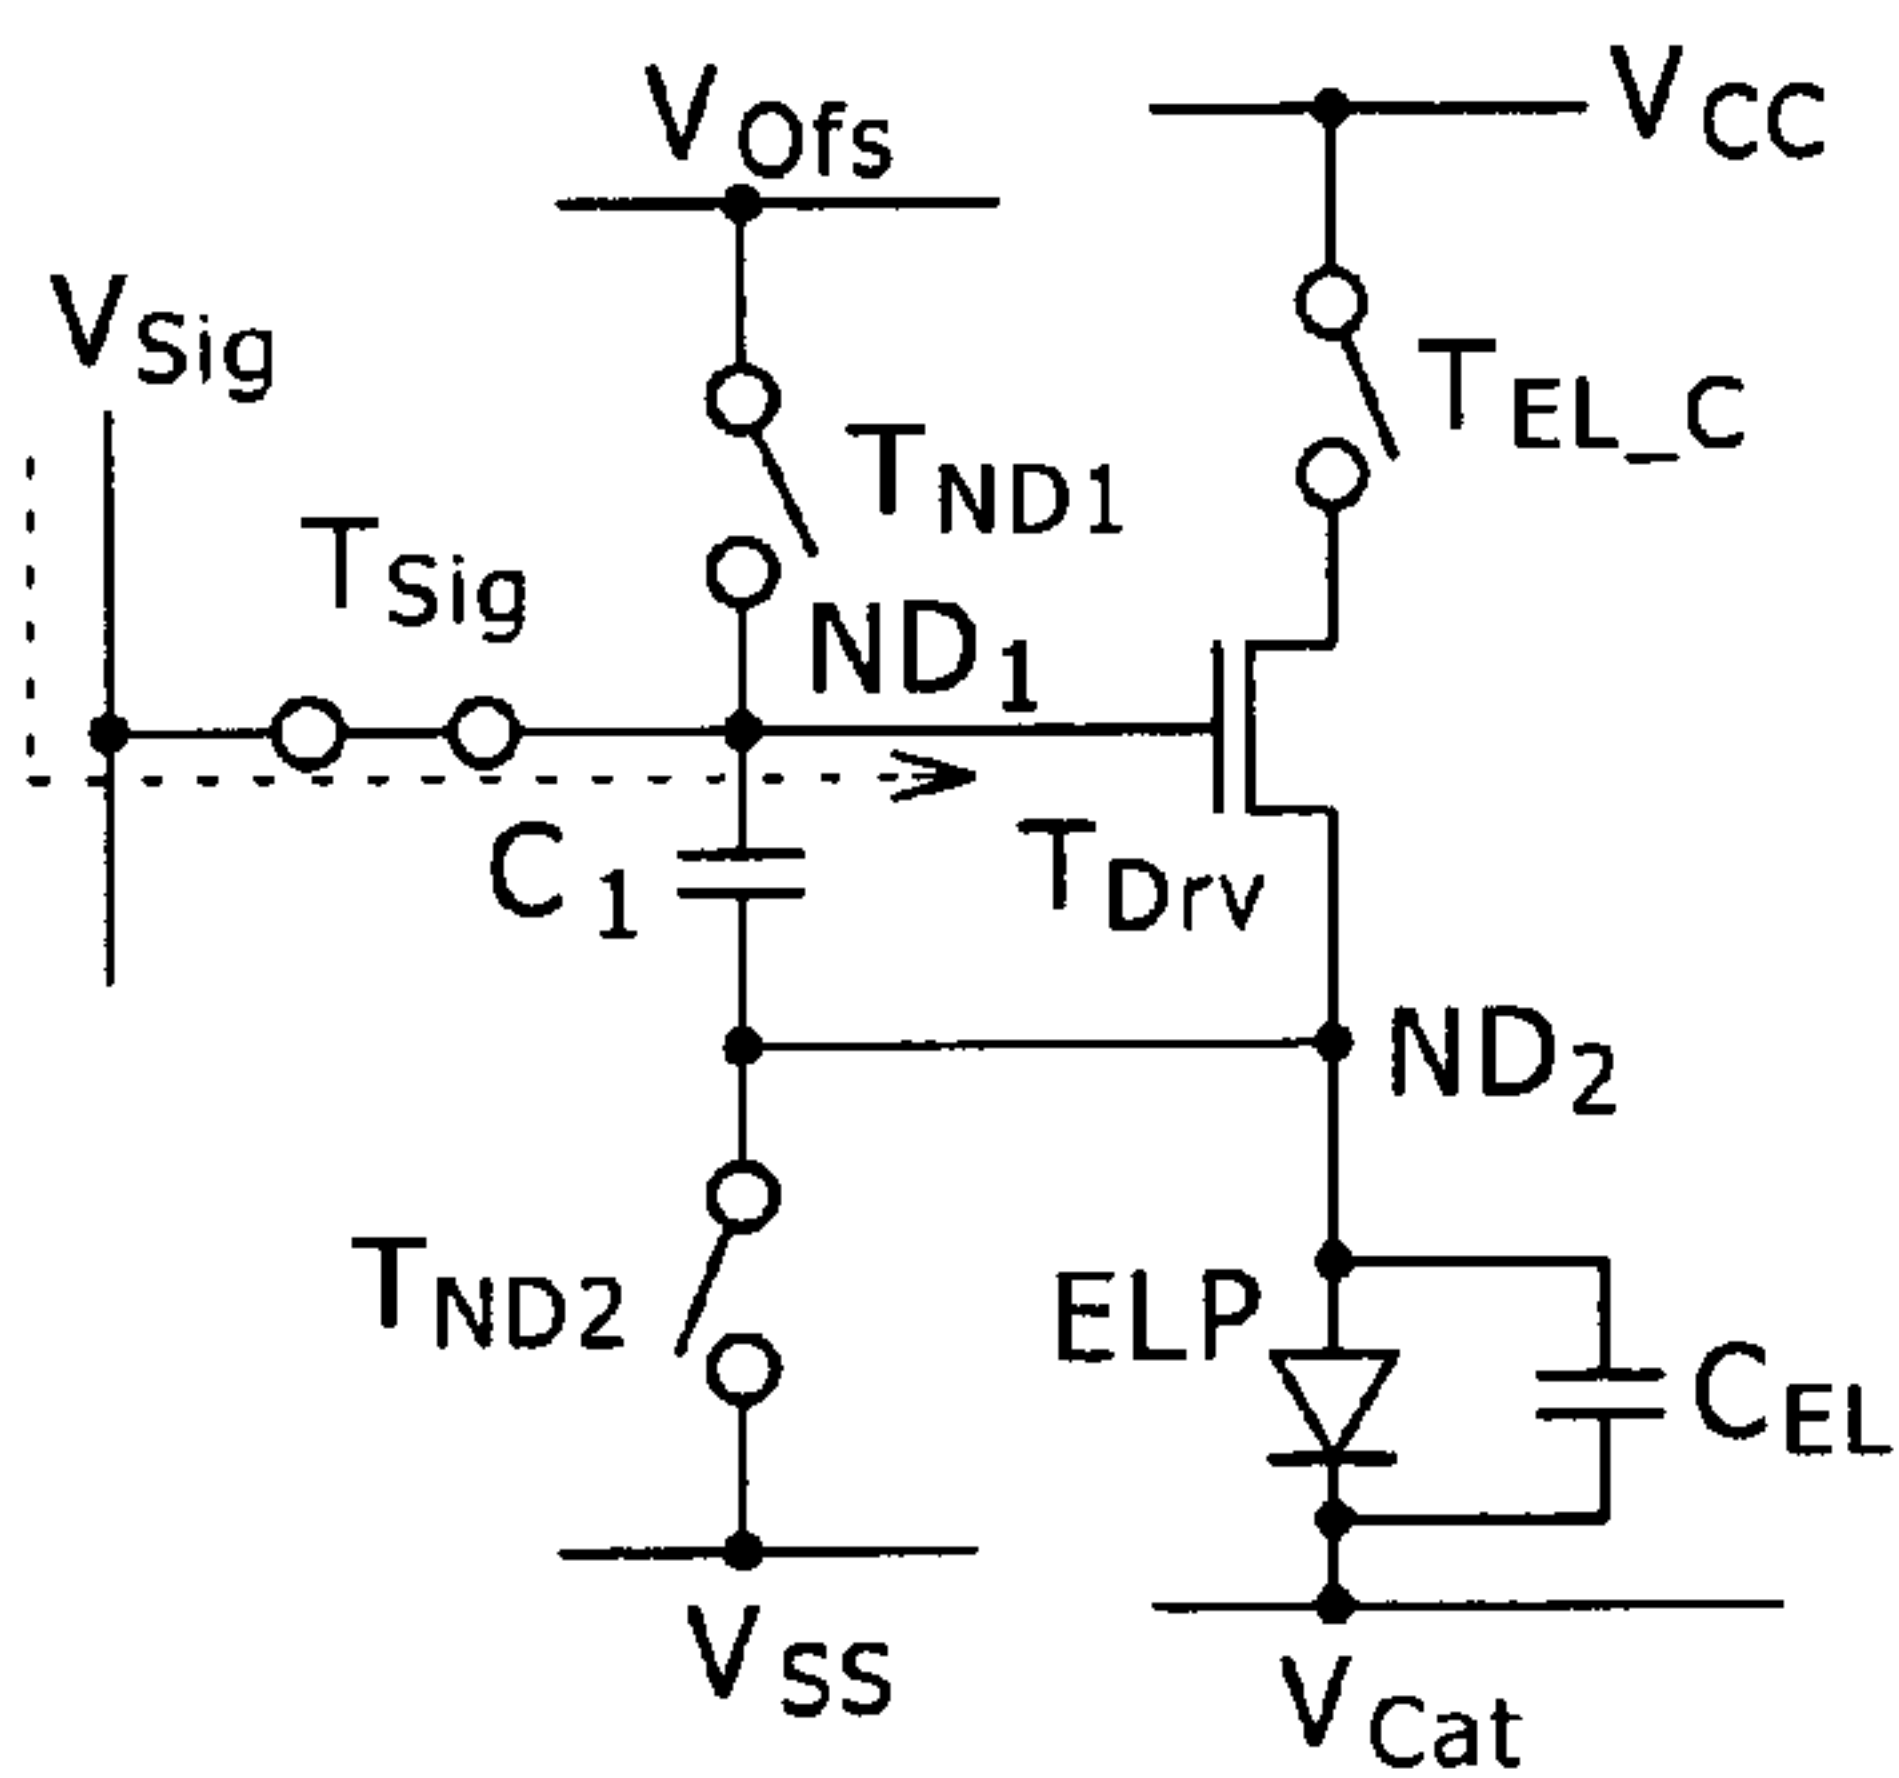 V_CC
V_Ofs
V_Sig
T_EL_C
T_ND1
T_Sig
ND_1
C_1
T_Drv
ND_2
T_ND2
ELP
C_EL
V_SS
V_Cat